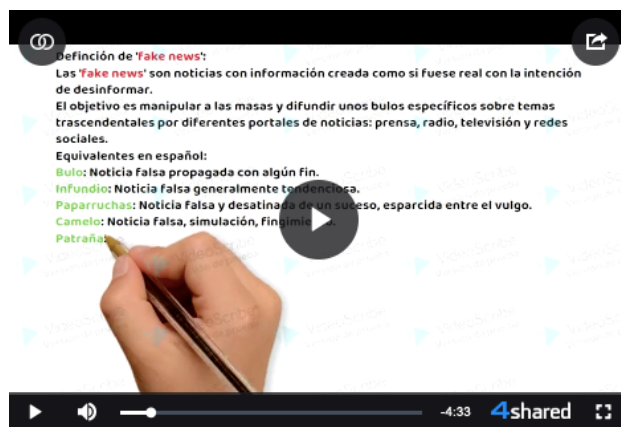 Definción de 'fake news':
Las 'fake news' son noticias con información creada como si fuese real con la intención
de desinformar.
El objetivo es manipular a las masas y difundir unos bulos específicos sobre temas
trascendentales por diferentes portales de noticias: prensa, radio, televisión y redes
sociales.
Equivalentes en español:
Bulo: Noticia falsa propagada con algún fin.
Infundio: Noticia falsa generalmente tendenciosa.
Paparruchas: Noticia falsa y desatinada de un suceso, esparcida entre el vulgo.
Camelo: Noticia falsa, simulación, fingimiento.
Patraña:
-4:33 4shared